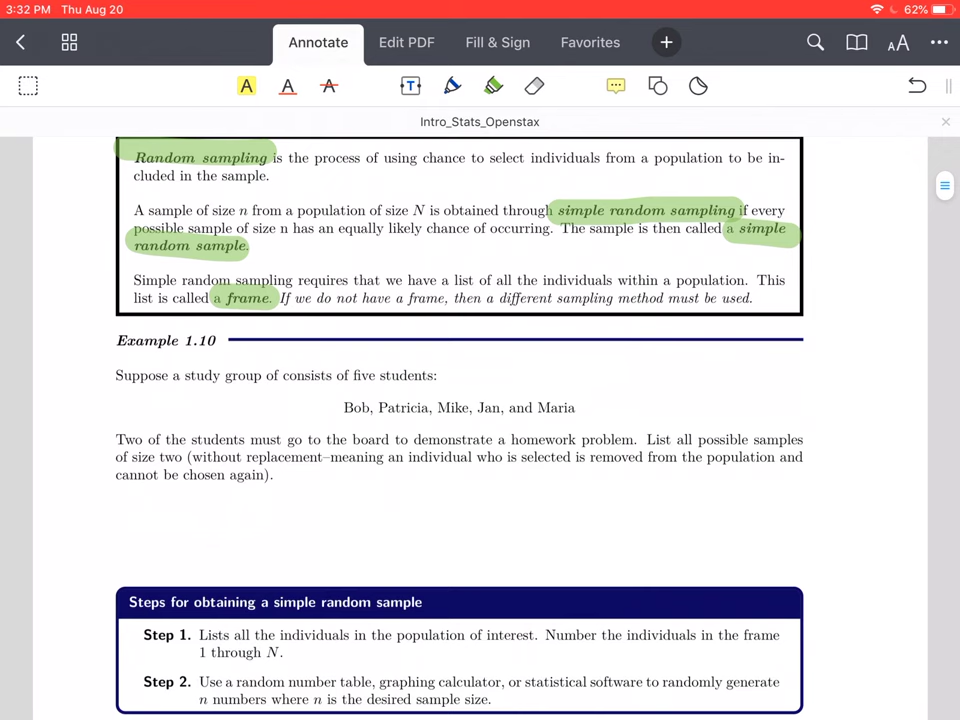 3:32 PM Thu Aug 20 62%
Annotate Edit PDF Fill & Sign Favorites
AA
A A A T
Intro_Stats_Openstax
Random sampling is the process of using chance to select individuals from a population to be in-
cluded in the sample.
A sample of size n from a population of size N is obtained through simple random sampling if every
possible sample of size n has an equally likely chance of occurring. The sample is then called a simple
random sample.
Simple random sampling requires that we have a list of all the individuals within a population. This
list is called a frame. If we do not have a frame, then a different sampling method must be used.
Example 1.10
Suppose a study group of consists of five students:
Bob, Patricia, Mike, Jan, and Maria
Two of the students must go to the board to demonstrate a homework problem. List all possible samples
of size two (without replacement–meaning an individual who is selected is removed from the population and
cannot be chosen again).
Steps for obtaining a simple random sample
Step 1. Lists all the individuals in the population of interest. Number the individuals in the frame
1 through N.
Step 2. Use a random number table, graphing calculator, or statistical software to randomly generate
n numbers where n is the desired sample size.